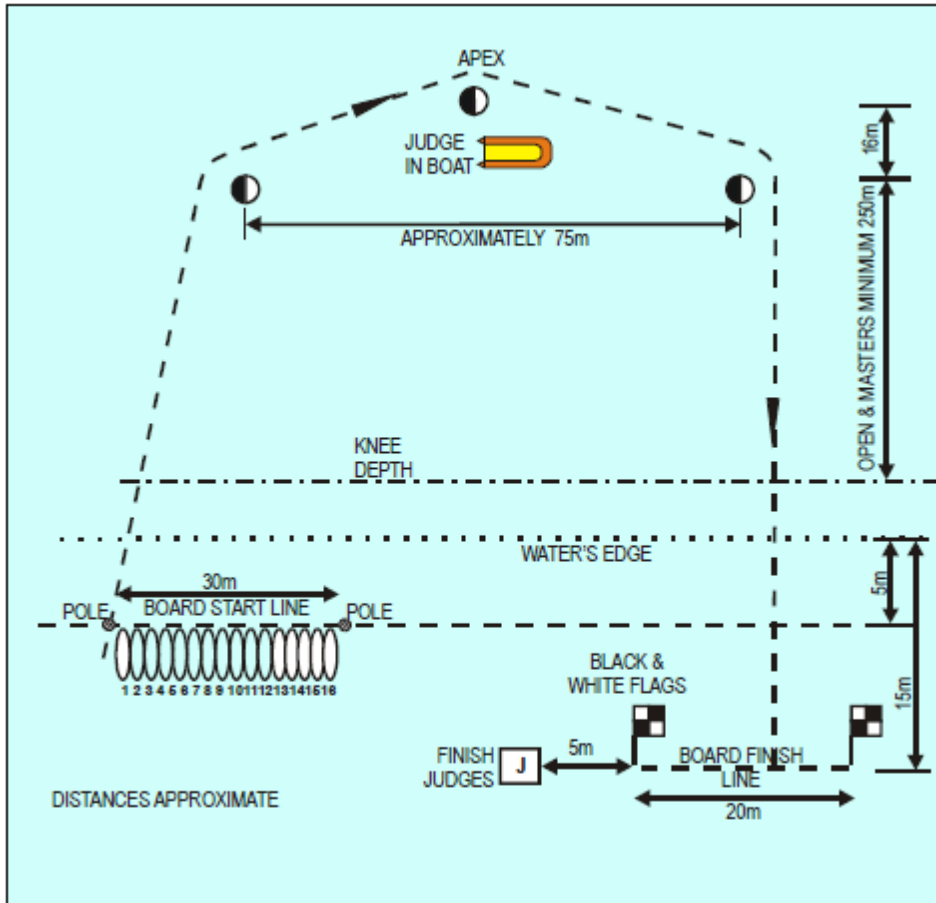 APEX
JUDGE
IN BOAT
16m
APPROXIMATELY 75m
OPEN & MASTERS MINIMUM 250m
KNEE
DEPTH
WATER'S EDGE
30m
5m
POLE
BOARD START LINE
POLE
1 2 3 4 5 6 7 8 9 10 11 12 13 14 15 16
BLACK &
WHITE FLAGS
15m
FINISH
JUDGES
J
5m
BOARD FINISH
LINE
20m
DISTANCES APPROXIMATE